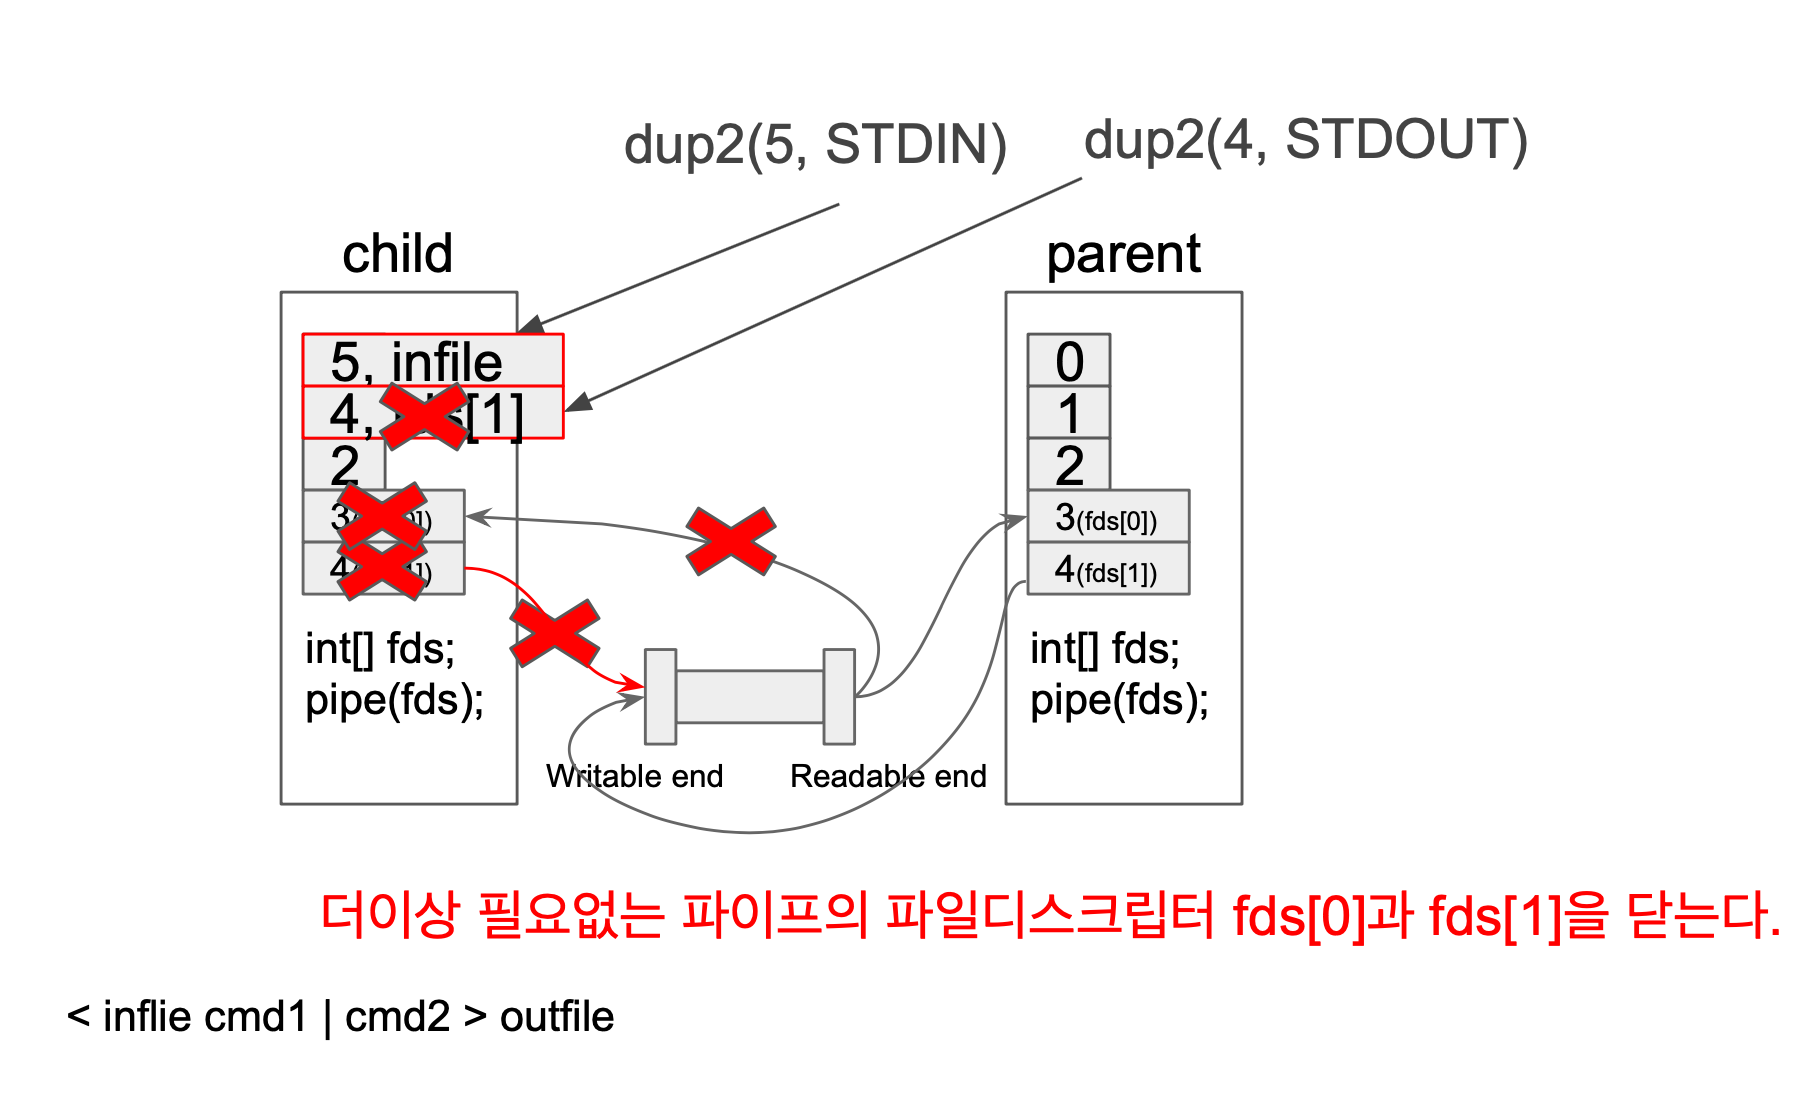 dup2(5, STDIN)
dup2(4, STDOUT)
child
parent
5, infile
4, [1]
2
3
4
int[] fds;
pipe(fds);
0
1
2
3(fds[0])
4(fds[1])
int[] fds;
pipe(fds);
Writable end
Readable end
더이상 필요없는 파이프의 파일디스크립터 fds[0]과 fds[1]을 닫는다.
< inflie cmd1 | cmd2 > outfile